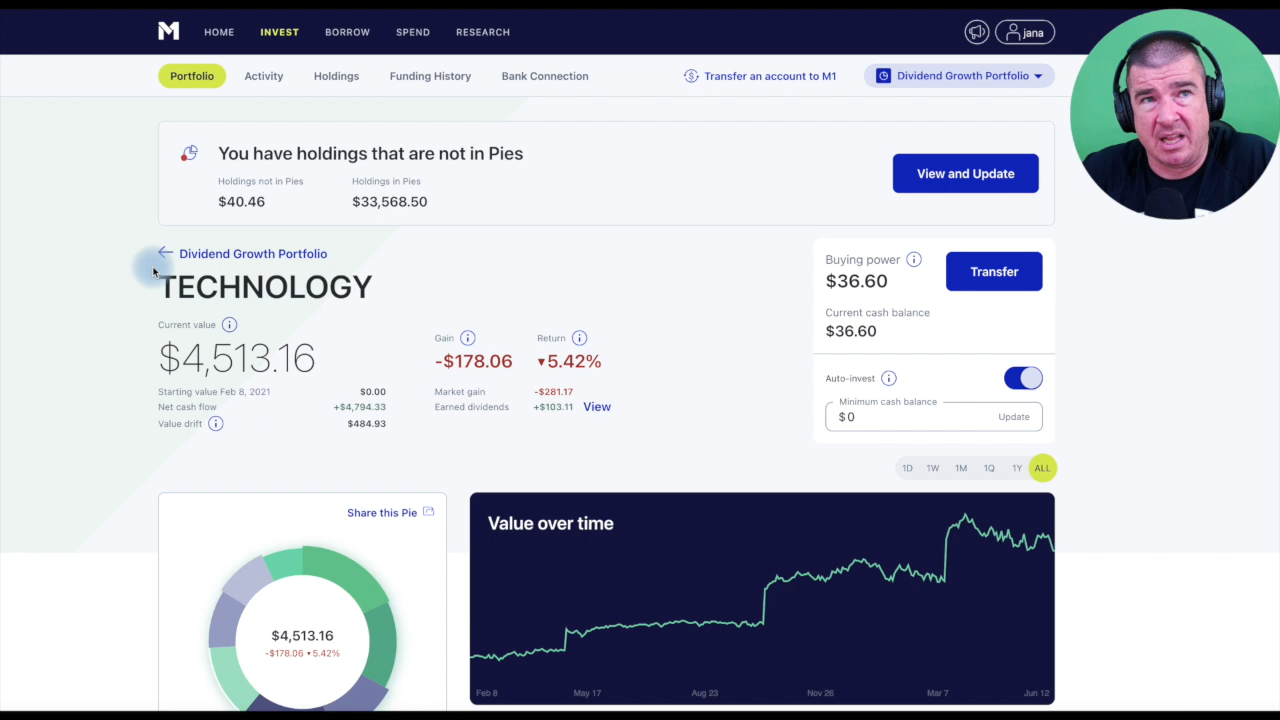 M HOME INVEST BORROW SPEND RESEARCH jana
Portfolio Activity Holdings Funding History Bank Connection Transfer an account to M1 Dividend Growth Portfolio
You have holdings that are not in Pies
Holdings not in Pies Holdings in Pies
$40.46 $33,568.50
View and Update
Dividend Growth Portfolio
TECHNOLOGY
Current value
$4,513.16
Starting value Feb 8, 2021 $0.00
Net cash flow +$4,794.33
Value drift $484.93
Gain Return
-$178.06 ▼5.42%
Market gain -$281.17
Earned dividends +$103.11 View
Buying power
$36.60
Transfer
Current cash balance
$36.60
Auto-invest
Minimum cash balance
$0 Update
1D 1W 1M 1Q 1Y ALL
Share this Pie
$4,513.16
-$178.06 ▼5.42%
Value over time
Feb 8 May 17 Aug 23 Nov 26 Mar 7 Jun 12